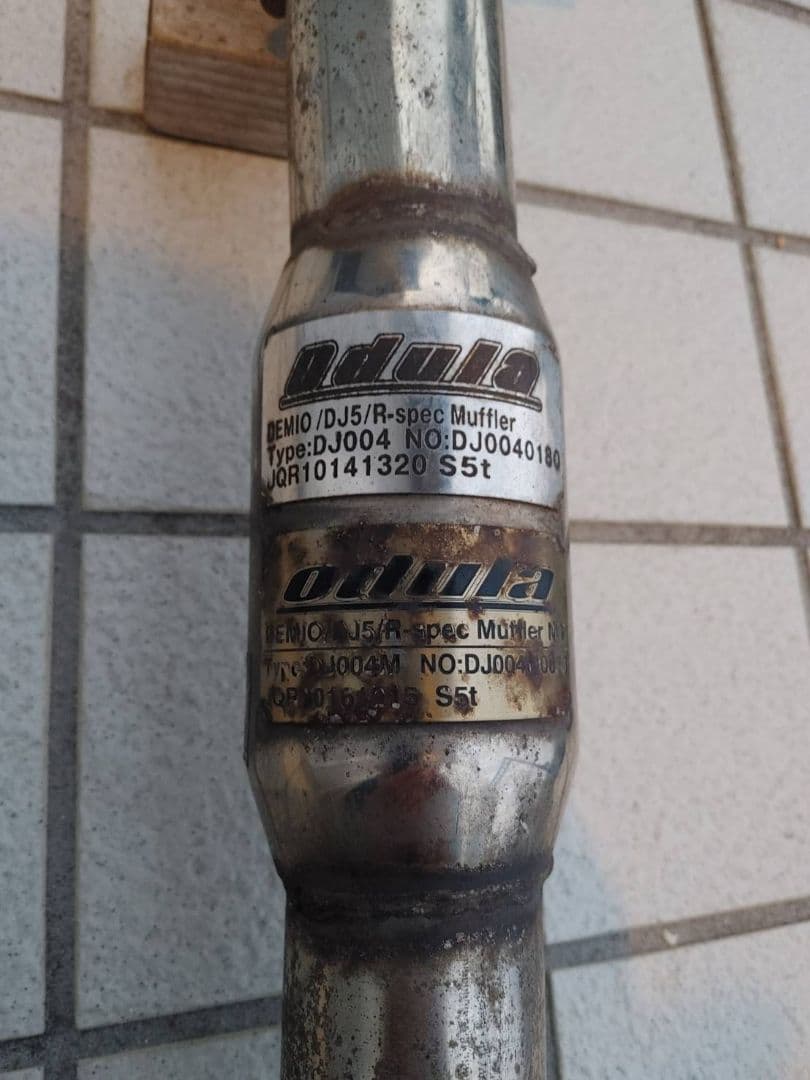 Odula
DEMIO /DJ5/R-spec Muffler
Type:DJ004 NO:DJ0040180
JQR10141320 S5t
odula
DEMIO/DJ5/R-spec Muffler
Type:DJ004M NO:
S5t